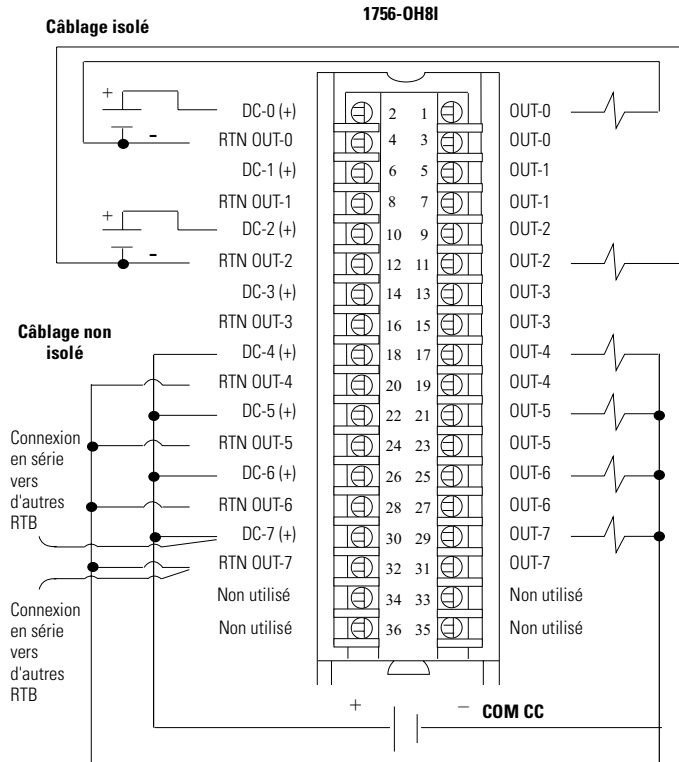 1756-OH8I
Câblage isolé
+
DC-0 (+) 2 1 OUT-0
-
RTN OUT-0 4 3 OUT-0
DC-1 (+) 6 5 OUT-1
RTN OUT-1 8 7 OUT-1
+
DC-2 (+) 10 9 OUT-2
-
RTN OUT-2 12 11 OUT-2
DC-3 (+) 14 13 OUT-3
RTN OUT-3 16 15 OUT-3
Câblage non
isolé
DC-4 (+) 18 17 OUT-4
RTN OUT-4 20 19 OUT-4
DC-5 (+) 22 21 OUT-5
RTN OUT-5 24 23 OUT-5
DC-6 (+) 26 25 OUT-6
RTN OUT-6 28 27 OUT-6
DC-7 (+) 30 29 OUT-7
RTN OUT-7 32 31 OUT-7
Non utilisé 34 33 Non utilisé
Non utilisé 36 35 Non utilisé
Connexion
en série
vers
d'autres
RTB
Connexion
en série
vers
d'autres
RTB
+ − COM CC